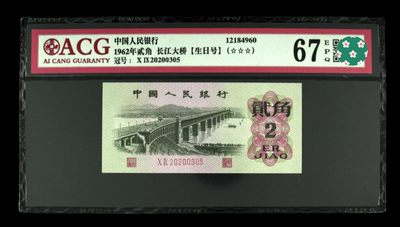 ACG
AI CANG GUARANTY
中国人民银行 12184960
1962年贰角 长江大桥【生日号】(☆☆☆)
冠号: X IX 20200305
67 EPQ
中国人民银行
贰角
2
ER
JIAO
X IX 20200305